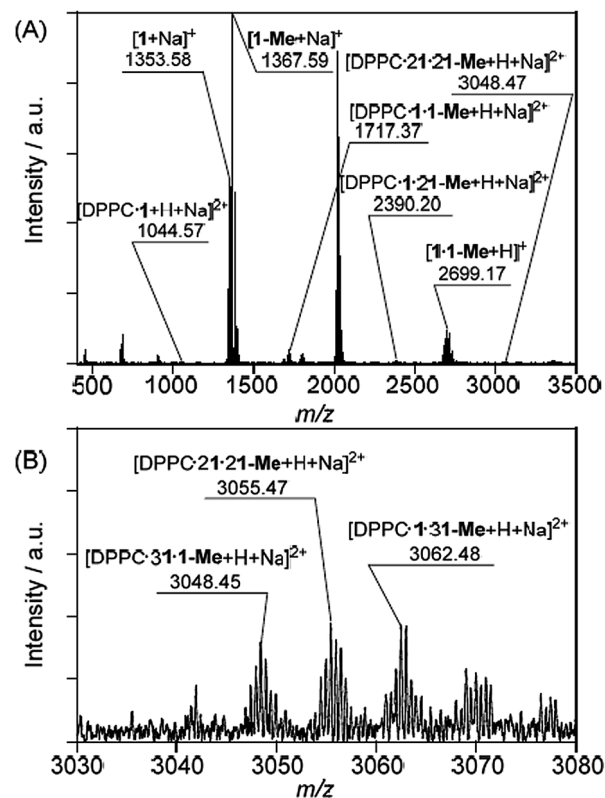 (A)
[1+Na]+
1353.58
[1-Me+Na]+
1367.59
[DPPC·21·21-Me+H+Na]2+
3048.47
[DPPC·1·1-Me+H+Na]2+
1717.37
[DPPC·1·21-Me+H+Na]2+
2390.20
[DPPC·1+H+Na]2+
1044.57
[1·1-Me+H]+
2699.17
Intensity / a.u.
500 1000 1500 2000 2500 3000 3500
m/z
(B)
[DPPC·21·21-Me+H+Na]2+
3055.47
[DPPC·1·31-Me+H+Na]2+
3062.48
[DPPC·31·1-Me+H+Na]2+
3048.45
Intensity / a.u.
3030 3040 3050 3060 3070 3080
m/z